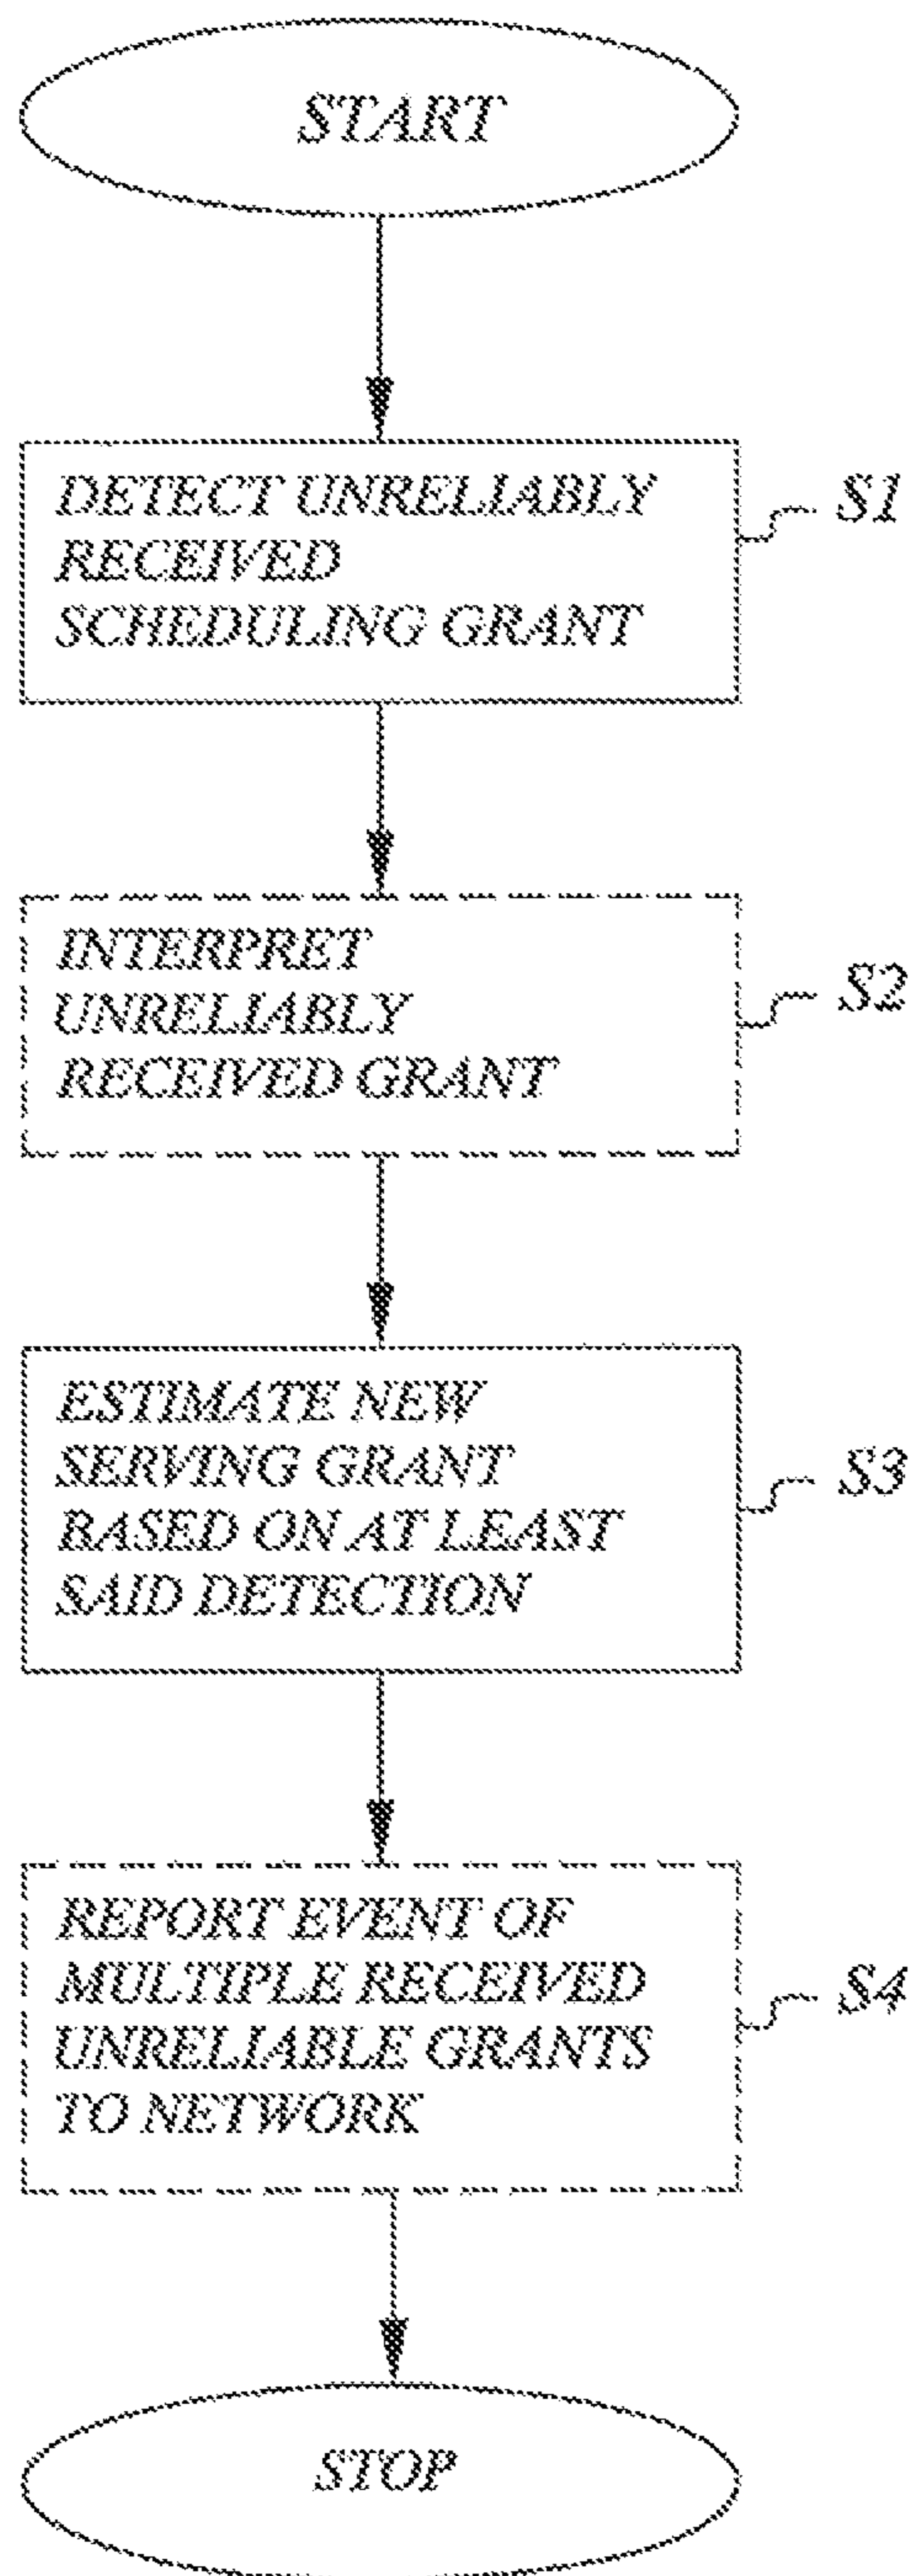 START
DETECT UNRELIABLY
RECEIVED
SCHEDULING GRANT
S1
INTERPRET
UNRELIABLY
RECEIVED GRANT
S2
ESTIMATE NEW
SERVING GRANT
BASED ON AT LEAST
SAID DETECTION
S3
REPORT EVENT OF
MULTIPLE RECEIVED
UNRELIABLE GRANTS
TO NETWORK
S4
STOP